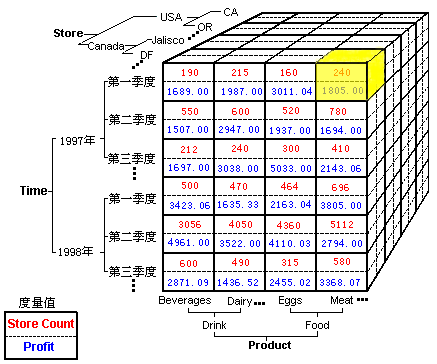 USA
CA
Store
OR
Canada
Jalisco
DF
第一季度
190 215 160 240
1689.00 1987.00 3011.04 1805.00
第二季度
550 600 520 780
1507.00 2947.00 1937.00 1694.00
1997年
第三季度
212 240 300 410
1697.00 3038.00 5033.00 2143.06
Time
第一季度
500 470 464 696
3423.06 1635.33 2163.04 3805.00
1998年
第二季度
3056 4050 4360 5112
4961.00 3522.00 4110.03 2794.00
第三季度
600 490 315 580
2871.09 1436.52 2455.02 3368.07
度量值
Store Count
Profit
Beverages Dairy Eggs Meat
Drink Food
Product